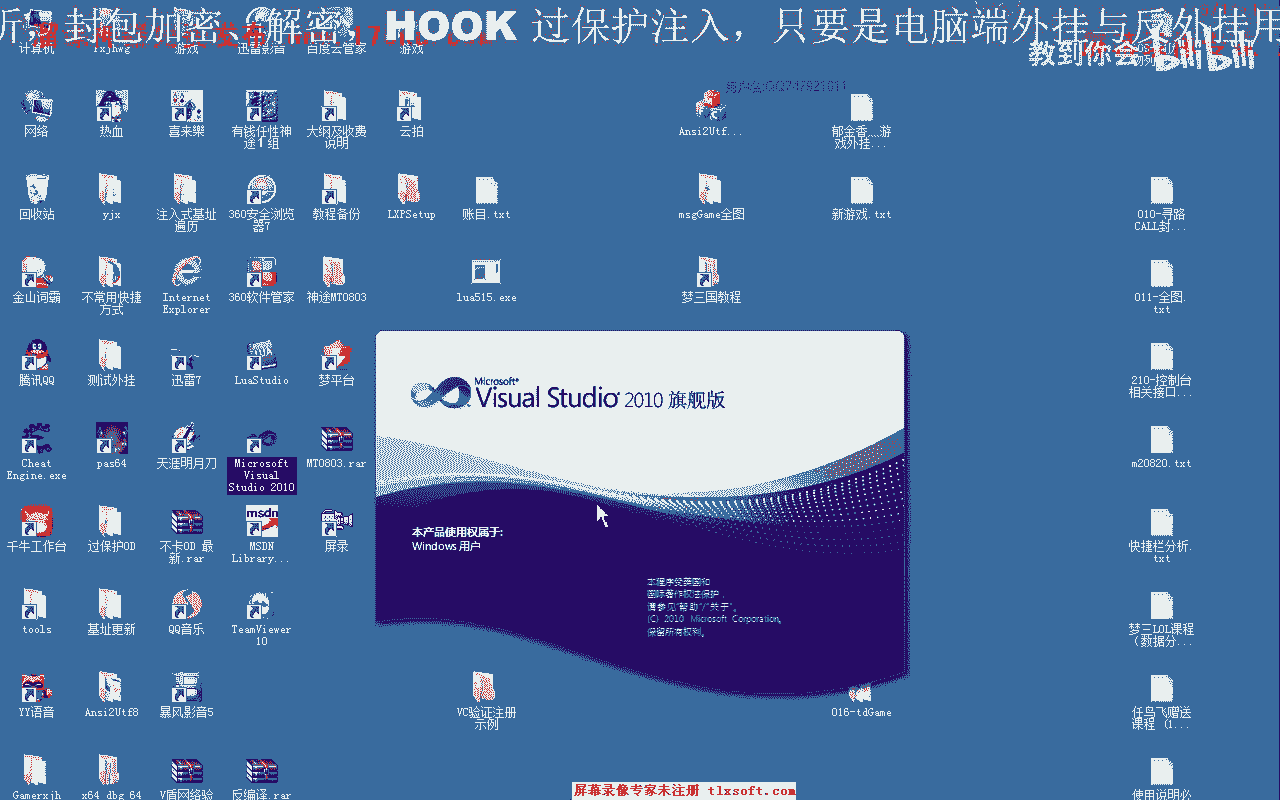 斤、封包加密、解密、HOOK 过保护注入，只要是电脑端外挂与反外挂用
教到你会
bilibili
计算机
rxjhwg
游戏
迅雷影音
百度云管家
游戏
网络
热血
喜来樂
有钱任性神
途1 组
大纲及收费
说明
云拍
Ansi2Utf...
郁金香灬游
戏外挂...
回收站
yjx
注入式基址
遍历
360安全浏览
器7
教程备份
LXPSetup
账目.txt
msgGame全图
新游戏.txt
010-寻路
CALL封...
金山词霸
不常用快捷
方式
Internet
Explorer
360软件管家
神途MT0803
lua515.exe
梦三国教程
011-全图.
txt
腾讯QQ
测试外挂
迅雷7
LuaStudio
梦平台
210-控制台
相关接口...
Microsoft®
Visual Studio® 2010 旗舰版
Cheat
Engine.exe
pas64
天涯明月刀
Microsoft
Visual
Studio 2010
MT0803.rar
m20820.txt
本产品使用权属于:
Windows 用户
千牛工作台
过保护OD
不卡OD 最
新.rar
MSDN
Library...
屏录
快捷栏分析.
txt
本程序受美国和
国际著作权法保护，
请参见“帮助”/“关于”。
(C) 2010 Microsoft Corporation。
保留所有权利。
tools
基址更新
QQ音乐
TeamViewer
10
梦三LOL课程
（数据分...
YY语音
Ansi2Utf8
暴风影音5
VC验证注册
示例
016-tdGame
任鸟飞赠送
课程（1...
Gamerxjh
x64_dbg_64
V盾网络验
反编译.rar
使用说明必
屏幕录像专家未注册 tlxsoft.com